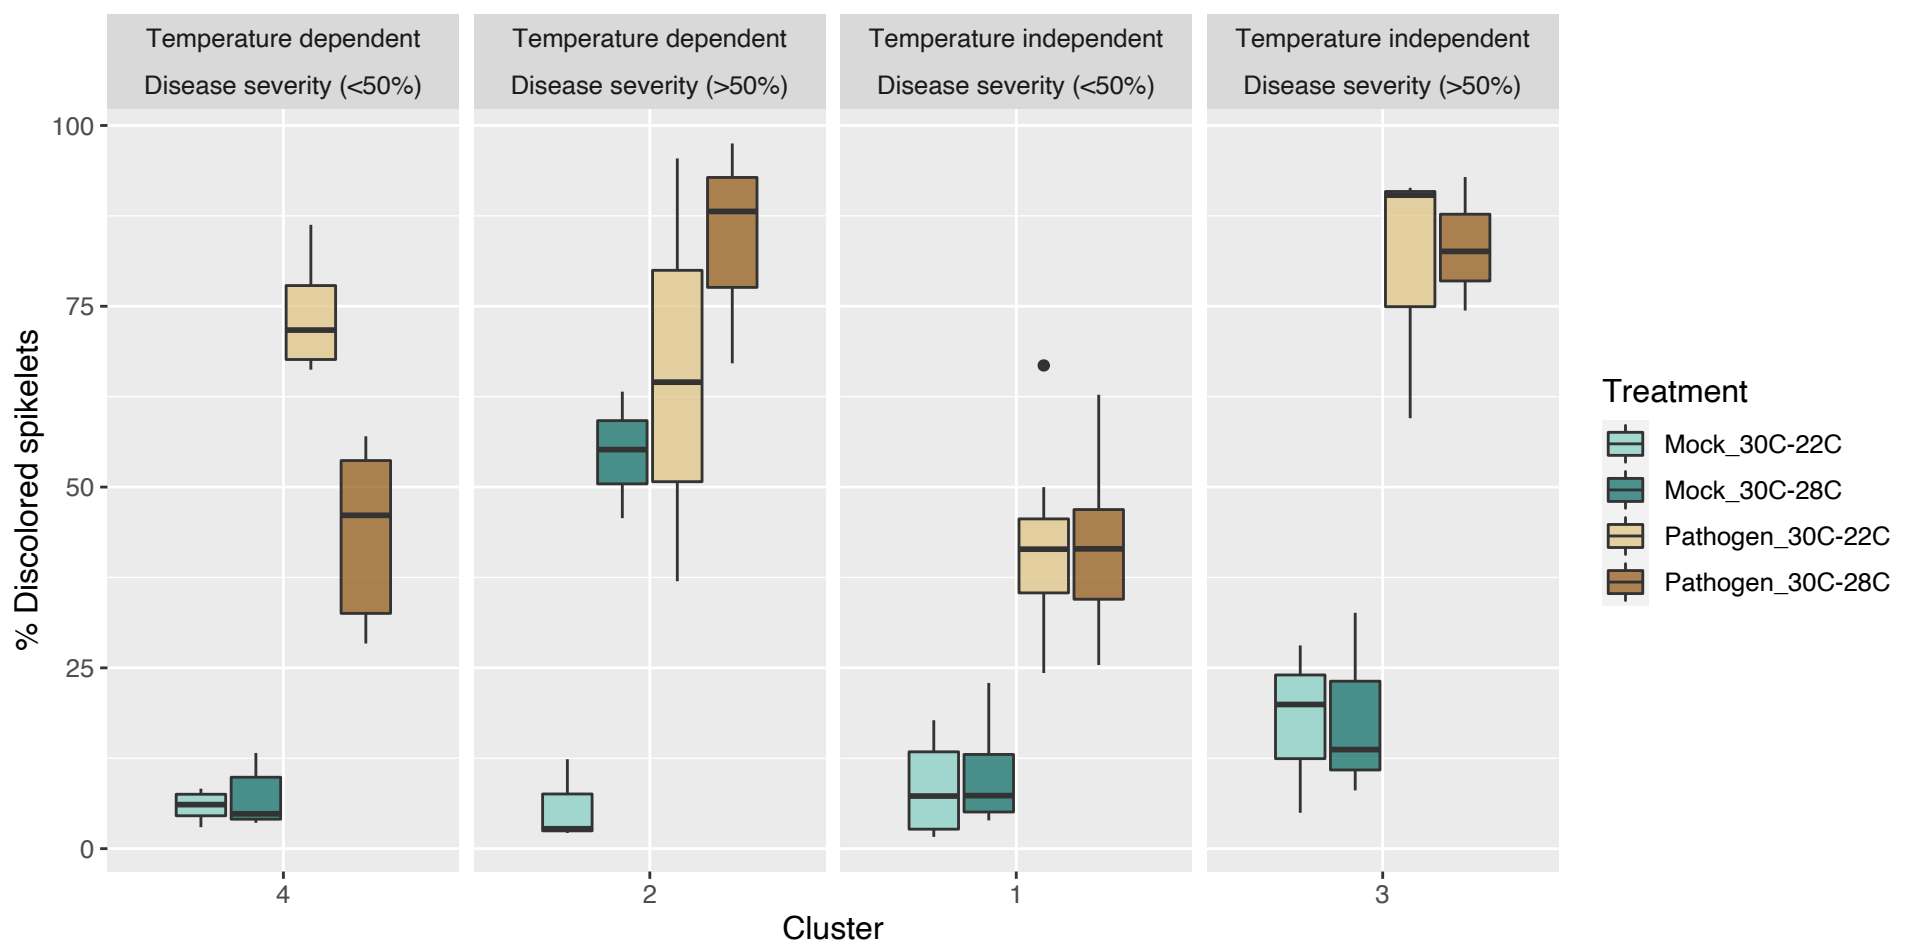 Temperature dependent
Disease severity (<50%)
Temperature dependent
Disease severity (>50%)
Temperature independent
Disease severity (<50%)
Temperature independent
Disease severity (>50%)
% Discolored spikelets
100
75
50
25
0
4
2
1
3
Cluster
Treatment
Mock_30C-22C
Mock_30C-28C
Pathogen_30C-22C
Pathogen_30C-28C